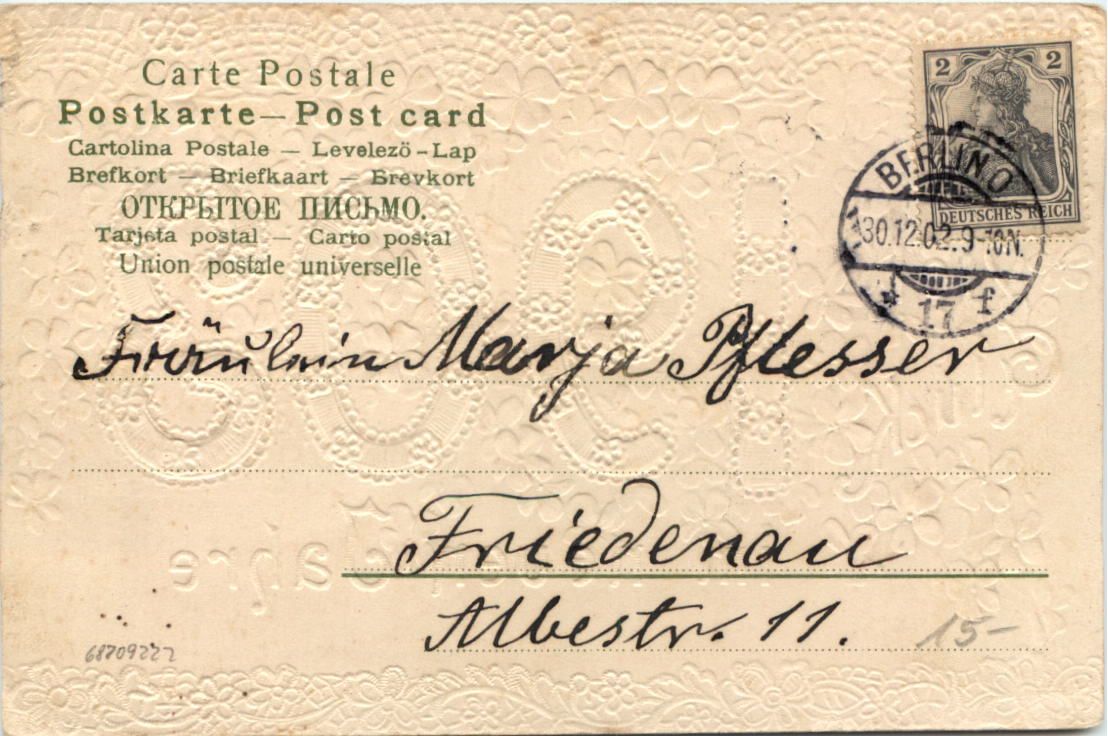 Carte Postale
Postkarte — Post card
Cartolina Postale — Levelezö-Lap
Brefkort — Briefkaart — Brevkort
ОТКРЫТОЕ ПИСЬМО.
Tarjeta postal — Carto postal
Union postale universelle
2 2
DEUTSCHES REICH
BERLIN O
30.12.02.9-10N.
* 17 f
Fräulein Marja Pflesser
Friedenau
Jahre
Albestr. 11.
15-
68709222